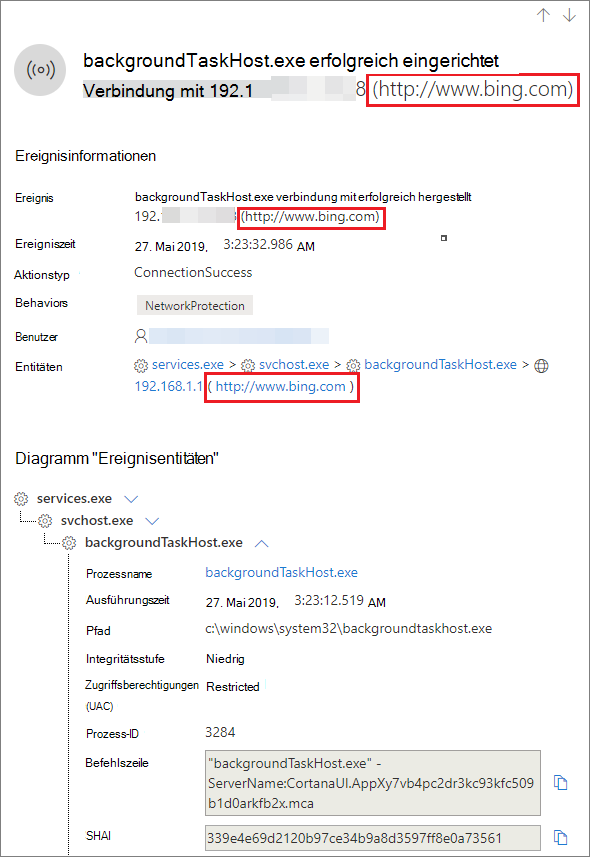 backgroundTaskHost.exe erfolgreich eingerichtet
Verbindung mit 192.1 8 (http://www.bing.com)
Ereignisinformationen
Ereignis backgroundTaskHost.exe verbindung mit erfolgreich hergestellt
192. (http://www.bing.com)
Ereigniszeit 27. Mai 2019, 3:23:32.986 AM
Aktionstyp ConnectionSuccess
Behaviors NetworkProtection
Benutzer
Entitäten services.exe > svchost.exe > backgroundTaskHost.exe >
192.168.1.1 ( http://www.bing.com )
Diagramm "Ereignisentitäten"
services.exe
svchost.exe
backgroundTaskHost.exe
Prozessname backgroundTaskHost.exe
Ausführungszeit 27. Mai 2019, 3:23:12.519 AM
Pfad c:\windows\system32\backgroundtaskhost.exe
Integritätsstufe Niedrig
Zugriffsberechtigungen Restricted
(UAC)
Prozess-ID 3284
Befehlszeile "backgroundTaskHost.exe" -
ServerName:CortanaUI.AppXy7vb4pc2dr3kc93kfc509
b1d0arkfb2x.mca
SHAI 339e4e69d2120b97ce34b9a8d3597ff8e0a73561